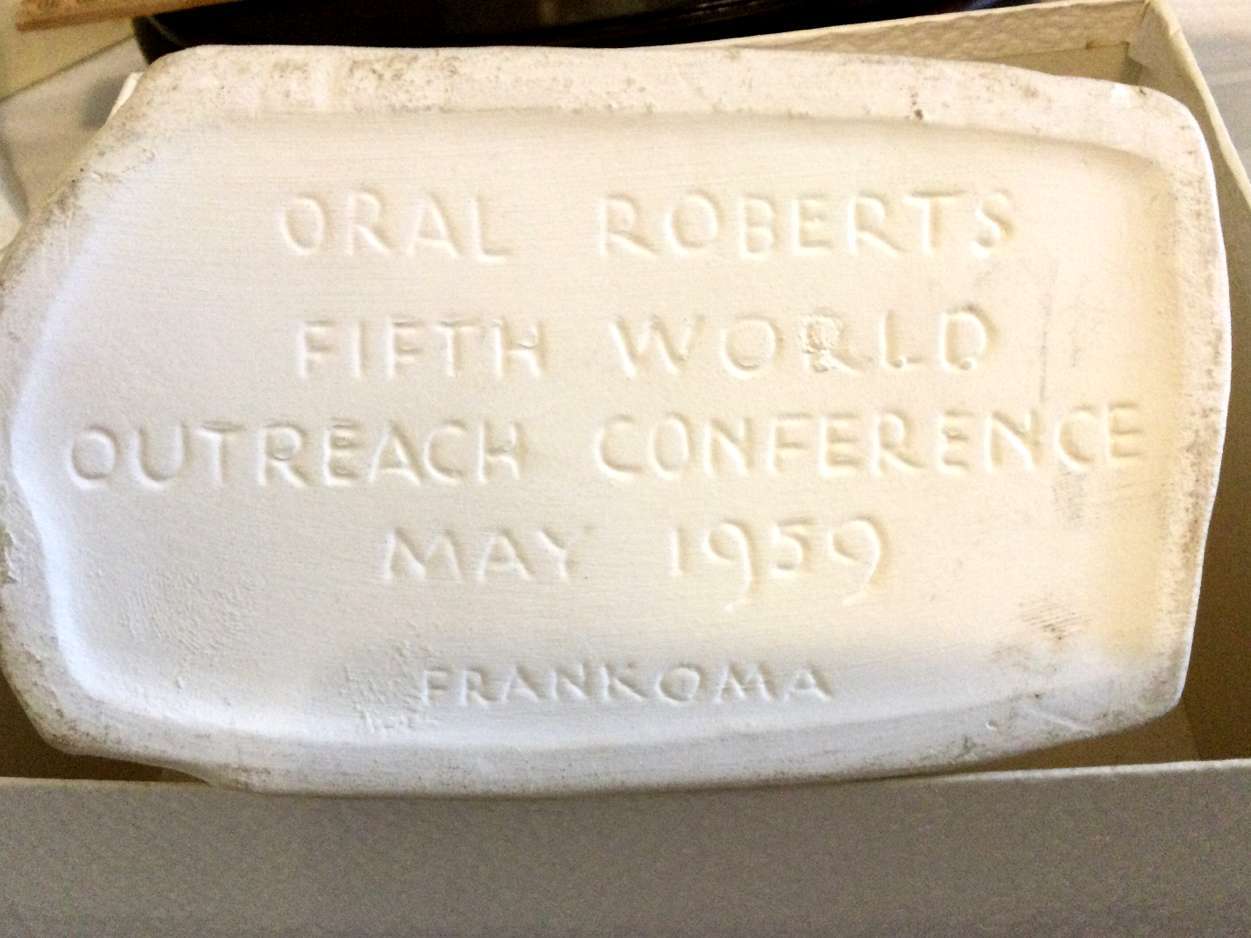 ORAL ROBERTS
FIFTH WORLD
OUTREACH CONFERENCE
MAY 1959
FRANKOMA